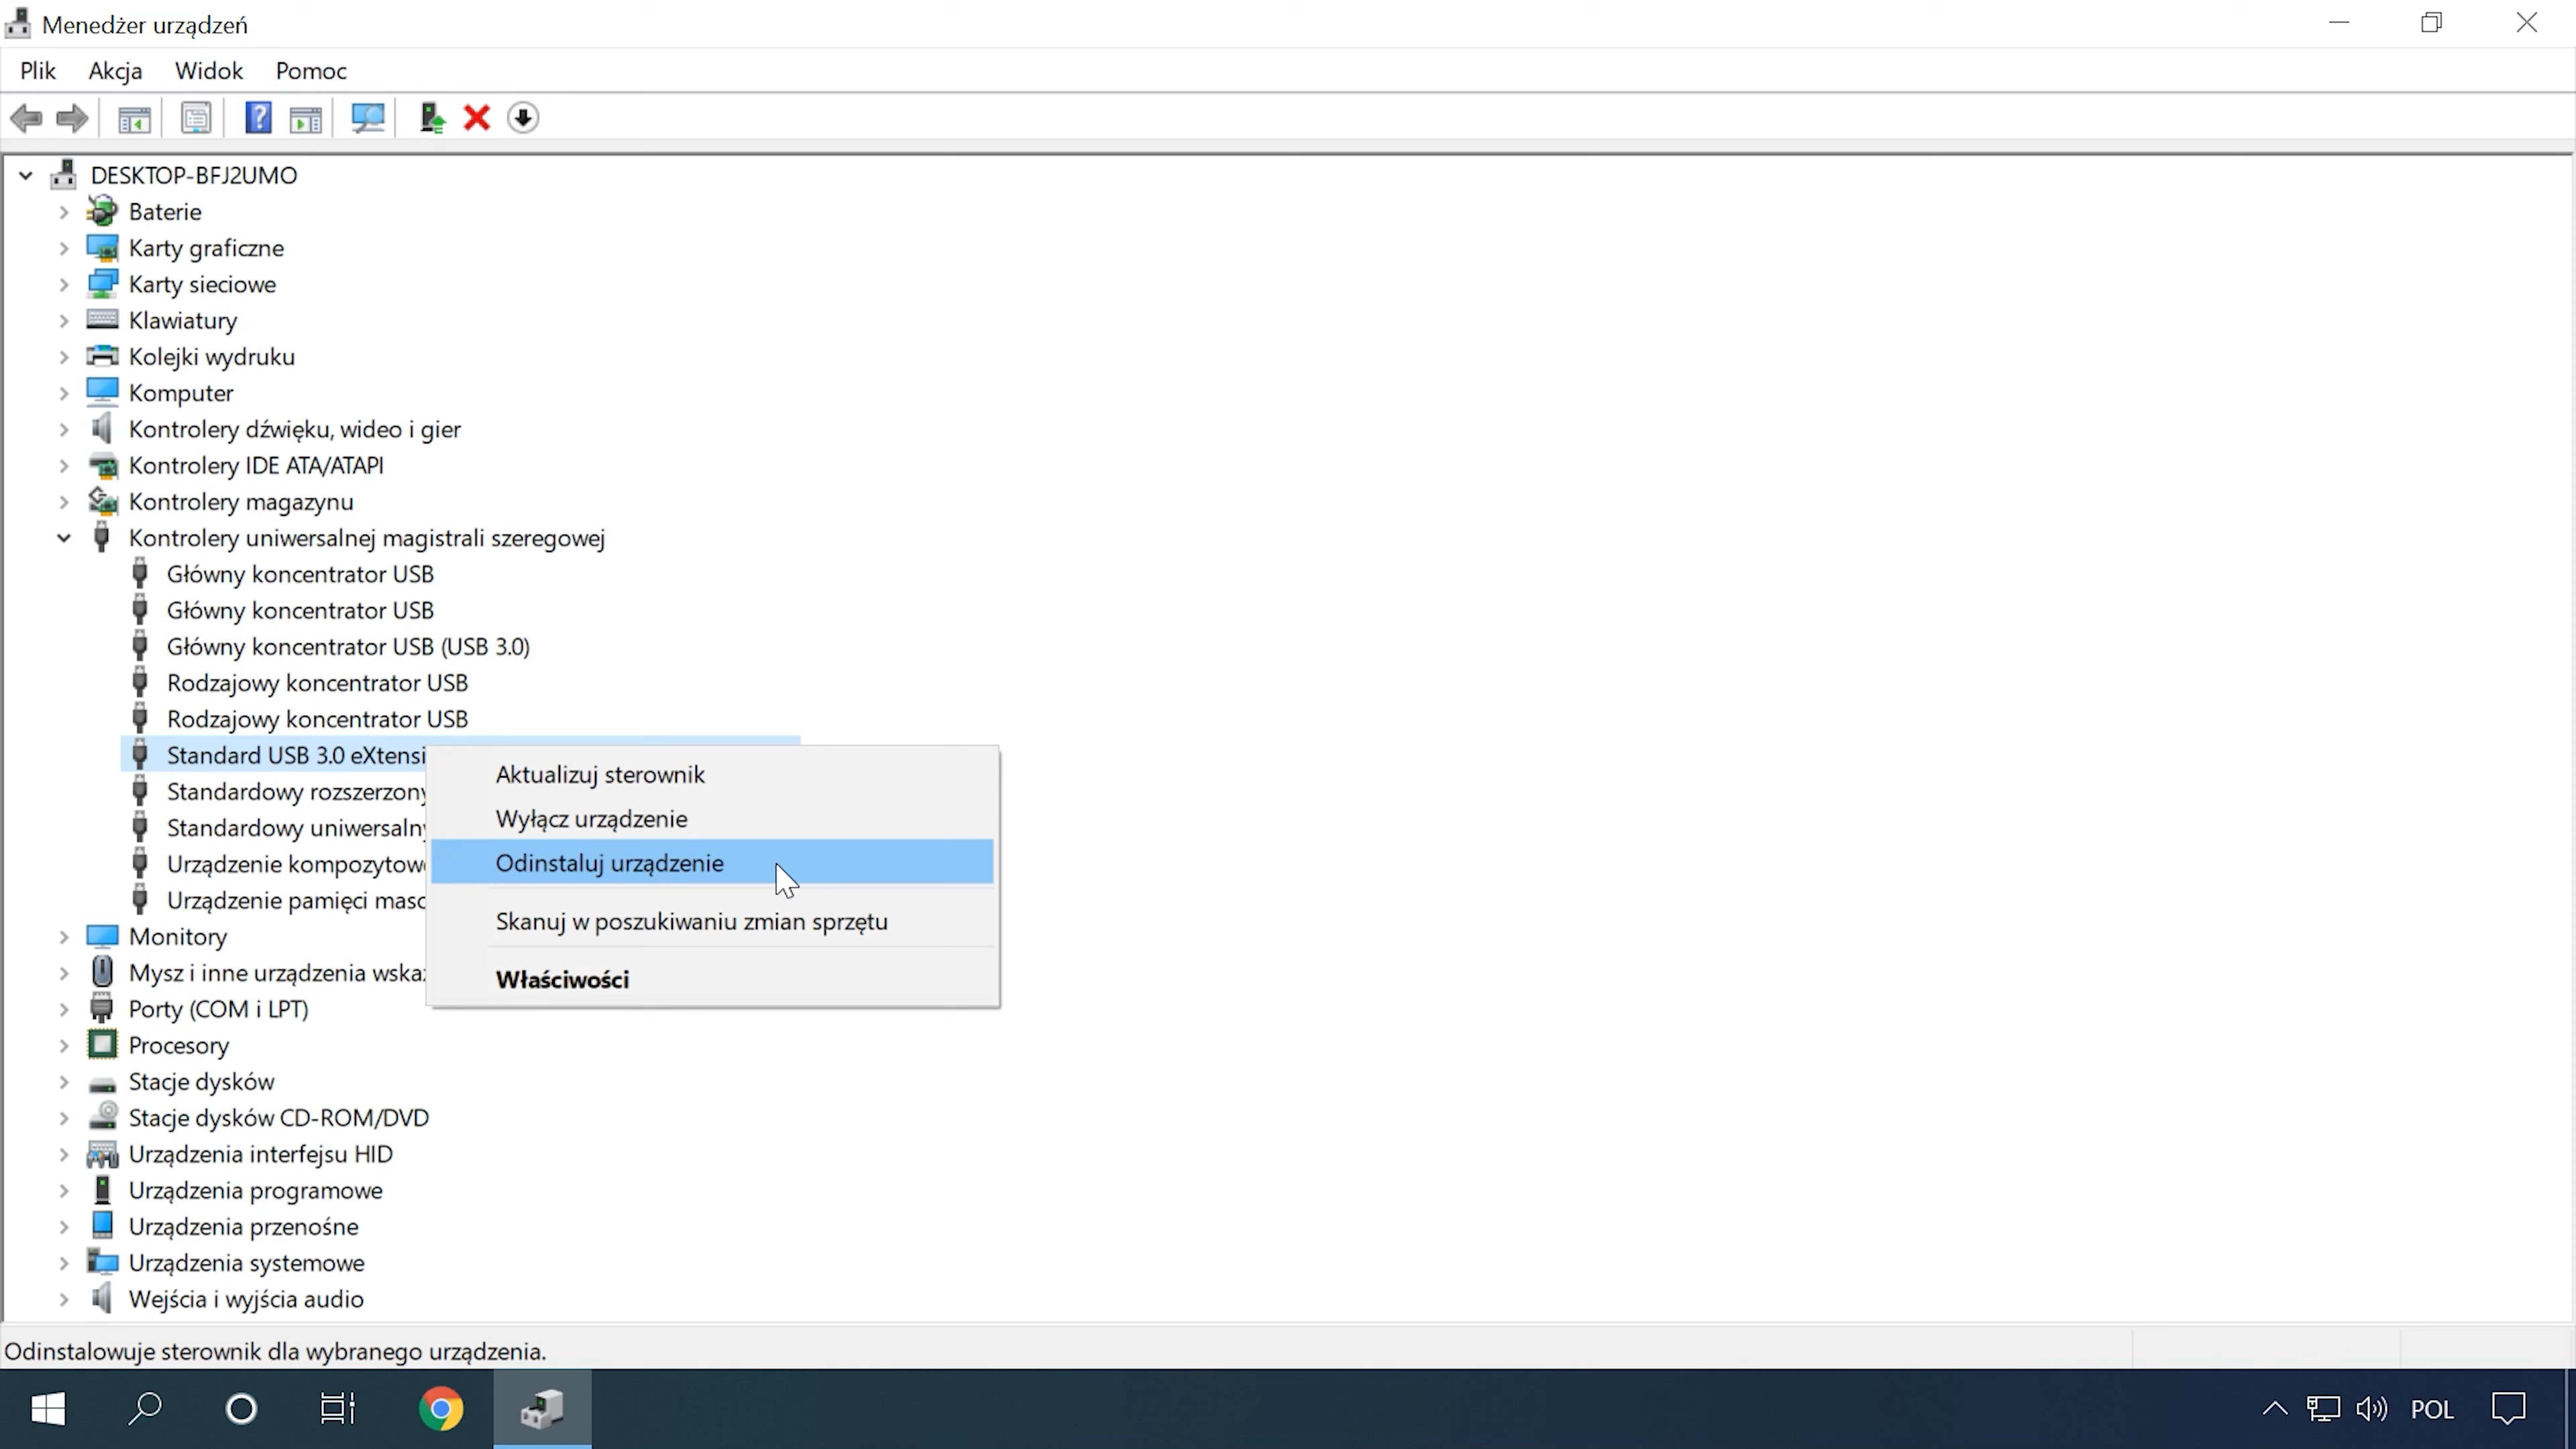 Menedżer urządzeń
Plik Akcja Widok Pomoc
DESKTOP-BFJ2UMO
Baterie
Karty graficzne
Karty sieciowe
Klawiatury
Kolejki wydruku
Komputer
Kontrolery dźwięku, wideo i gier
Kontrolery IDE ATA/ATAPI
Kontrolery magazynu
Kontrolery uniwersalnej magistrali szeregowej
Główny koncentrator USB
Główny koncentrator USB
Główny koncentrator USB (USB 3.0)
Rodzajowy koncentrator USB
Rodzajowy koncentrator USB
Standard USB 3.0 eXtensi
Standardowy rozszerzony
Standardowy uniwersalny
Urządzenie kompozytowe
Urządzenie pamięci maso
Aktualizuj sterownik
Wyłącz urządzenie
Odinstaluj urządzenie
Skanuj w poszukiwaniu zmian sprzętu
Właściwości
Monitory
Mysz i inne urządzenia wskaz
Porty (COM i LPT)
Procesory
Stacje dysków
Stacje dysków CD-ROM/DVD
Urządzenia interfejsu HID
Urządzenia programowe
Urządzenia przenośne
Urządzenia systemowe
Wejścia i wyjścia audio
Odinstalowuje sterownik dla wybranego urządzenia.
POL